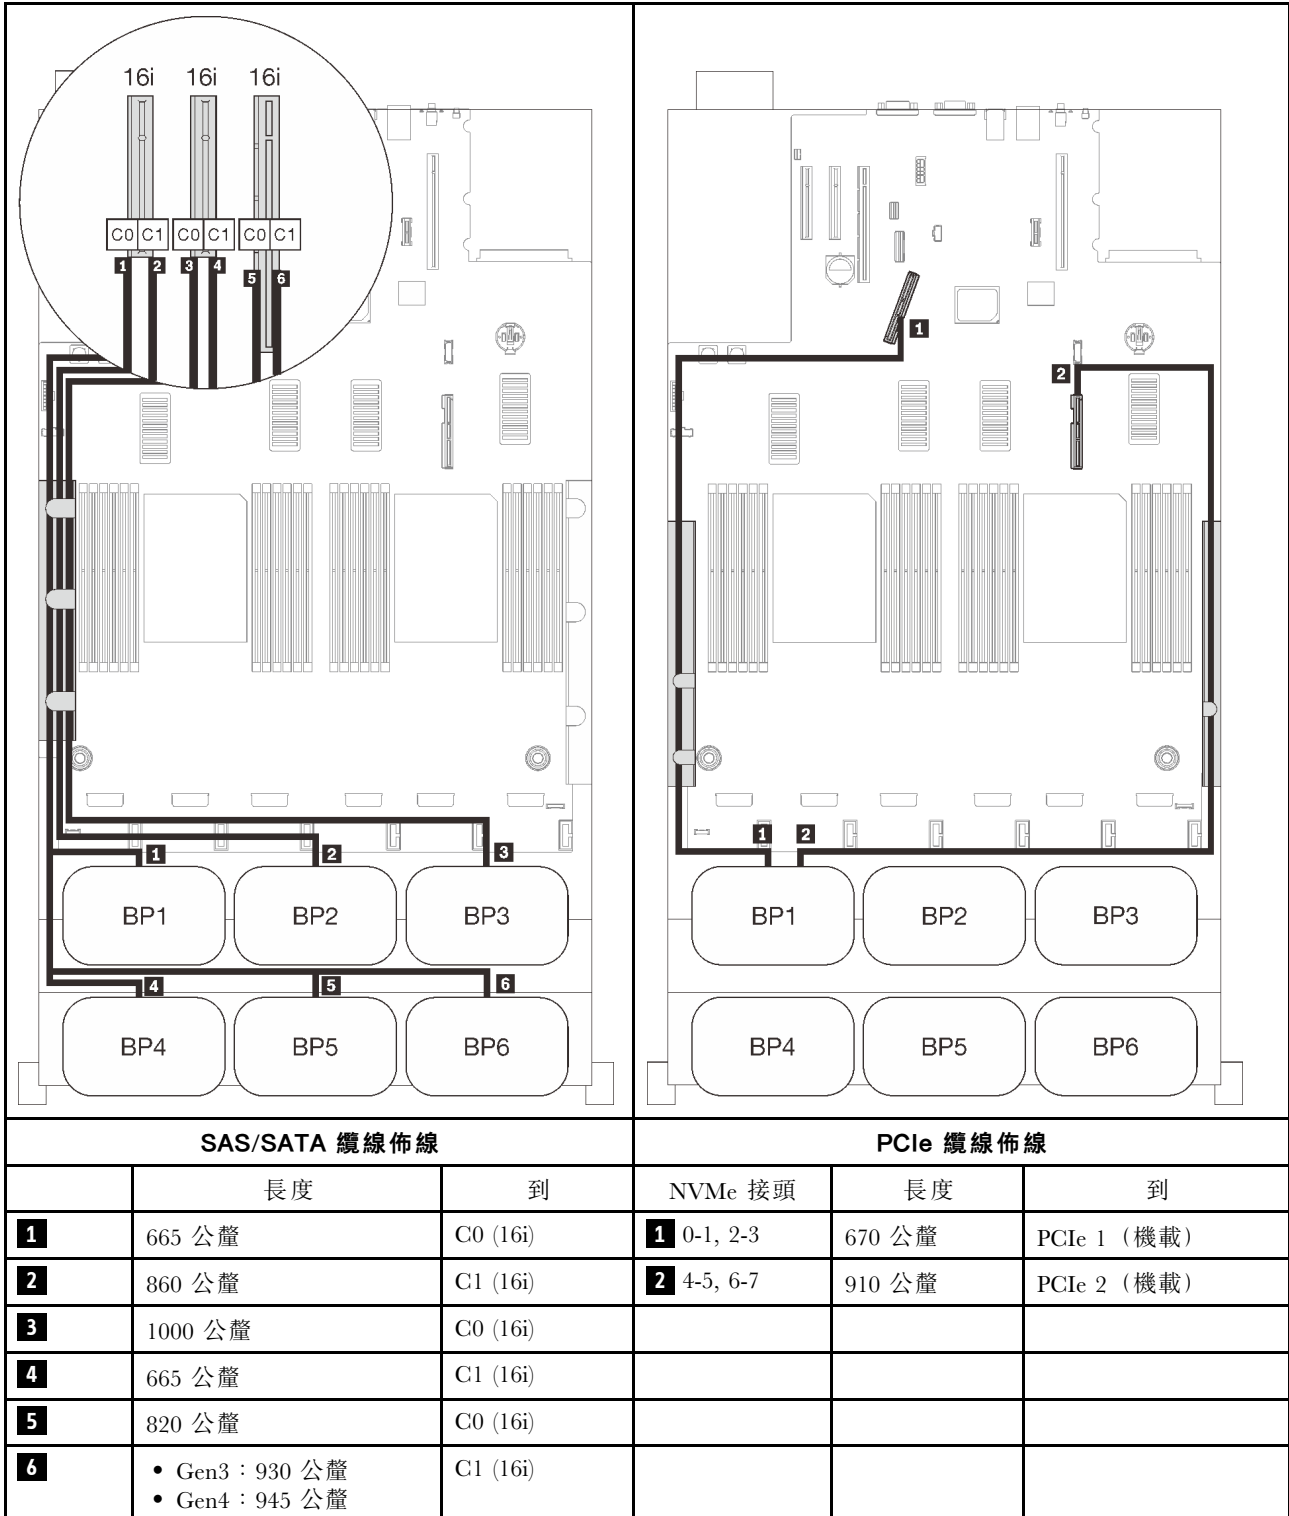 16i 16i 16i
C0 C1 C0 C1 C0 C1
1 2 3 4 5 6
1 2 3
BP1 BP2 BP3
4 5 6
BP4 BP5 BP6
1
2
1 2
BP1 BP2 BP3
BP4 BP5 BP6
SAS/SATA 纜線佈線 PCIe 纜線佈線
長度 到 NVMe 接頭 長度 到
1 665 公釐 C0 (16i) 1 0-1, 2-3 670 公釐 PCIe 1（機載）
2 860 公釐 C1 (16i) 2 4-5, 6-7 910 公釐 PCIe 2（機載）
3 1000 公釐 C0 (16i)
4 665 公釐 C1 (16i)
5 820 公釐 C0 (16i)
6 • Gen3：930 公釐 C1 (16i)
• Gen4：945 公釐